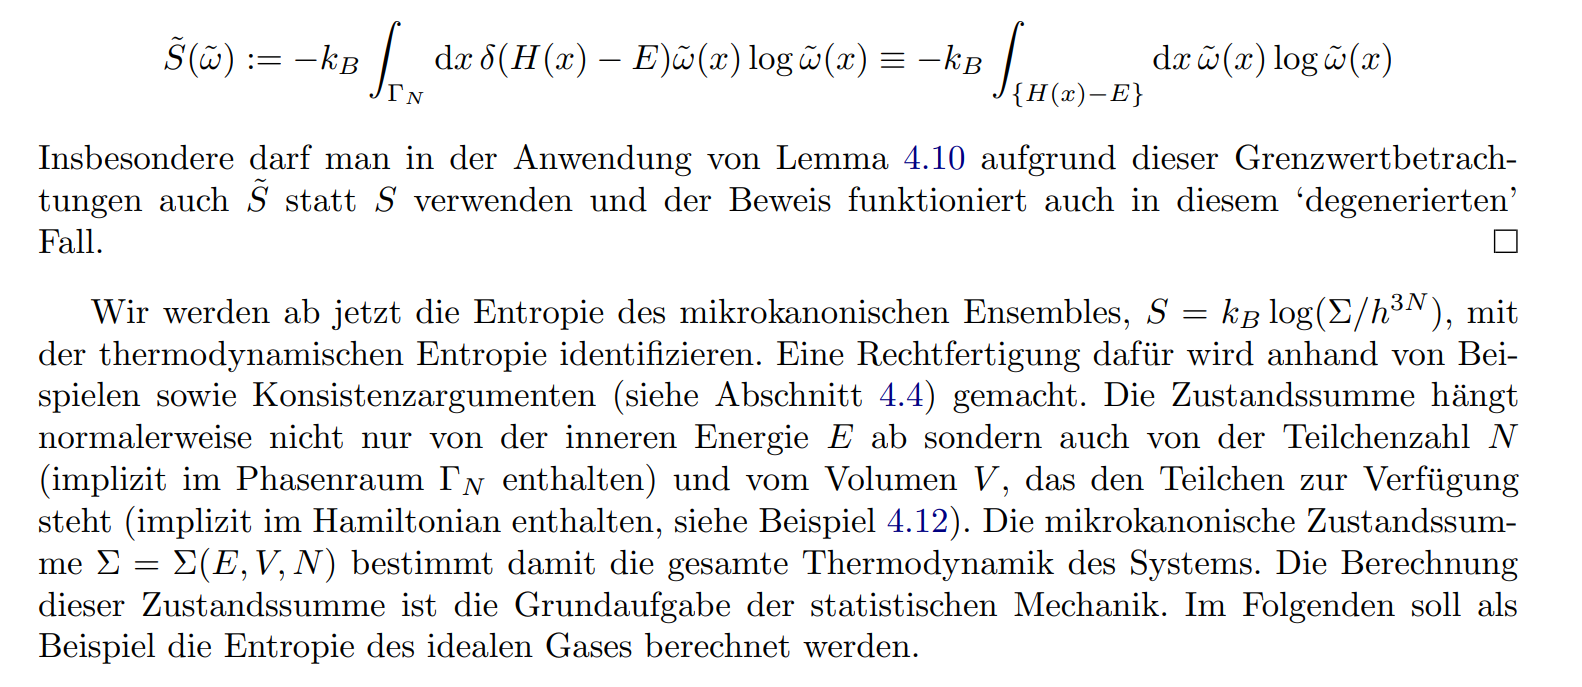 S̃(ω̃) := −k_B ∫_{Γ_N} dx δ(H(x) − E)ω̃(x) log ω̃(x) ≡ −k_B ∫_{{H(x)−E}} dx ω̃(x) log ω̃(x)
Insbesondere darf man in der Anwendung von Lemma 4.10 aufgrund dieser Grenzwertbetrach-
tungen auch S̃ statt S verwenden und der Beweis funktioniert auch in diesem ‘degenerierten’
Fall. □
Wir werden ab jetzt die Entropie des mikrokanonischen Ensembles, S = k_B log(Σ/h^{3N}), mit
der thermodynamischen Entropie identifizieren. Eine Rechtfertigung dafür wird anhand von Bei-
spielen sowie Konsistenzargumenten (siehe Abschnitt 4.4) gemacht. Die Zustandssumme hängt
normalerweise nicht nur von der inneren Energie E ab sondern auch von der Teilchenzahl N
(implizit im Phasenraum Γ_N enthalten) und vom Volumen V, das den Teilchen zur Verfügung
steht (implizit im Hamiltonian enthalten, siehe Beispiel 4.12). Die mikrokanonische Zustandssum-
me Σ = Σ(E, V, N) bestimmt damit die gesamte Thermodynamik des Systems. Die Berechnung
dieser Zustandssumme ist die Grundaufgabe der statistischen Mechanik. Im Folgenden soll als
Beispiel die Entropie des idealen Gases berechnet werden.